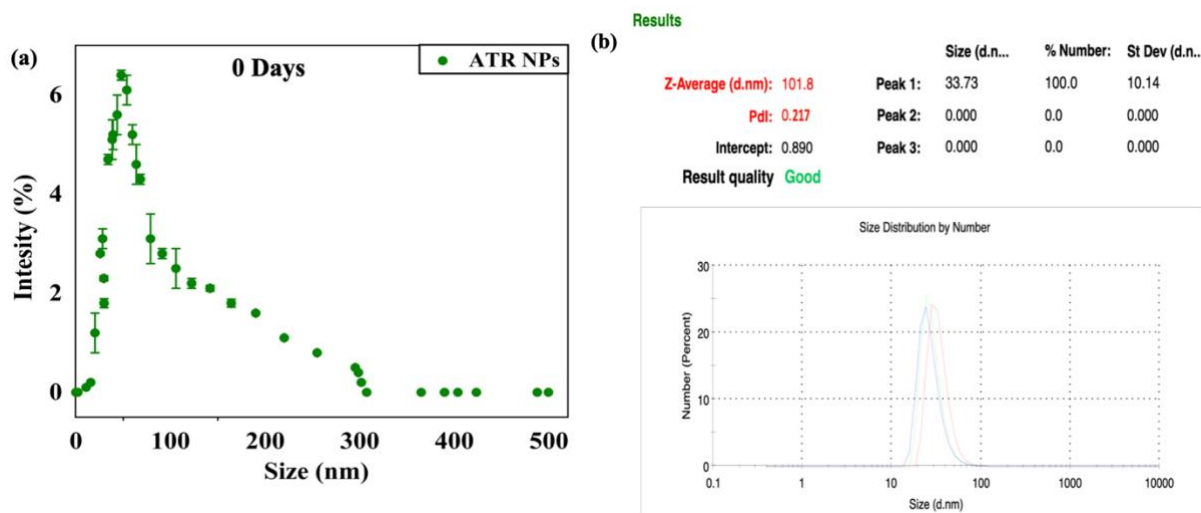 (a)
0 Days
ATR NPs
Intesity (%)
6
4
2
0
0 100 200 300 400 500
Size (nm)
(b)
Results
Size (d.n... % Number: St Dev (d.n..
Z-Average (d.nm): 101.8 Peak 1: 33.73 100.0 10.14
PdI: 0.217 Peak 2: 0.000 0.0 0.000
Intercept: 0.890 Peak 3: 0.000 0.0 0.000
Result quality Good
Size Distribution by Number
Number (Percent)
30
20
10
0
0.1 1 10 100 1000 10000
Size (d.nm)